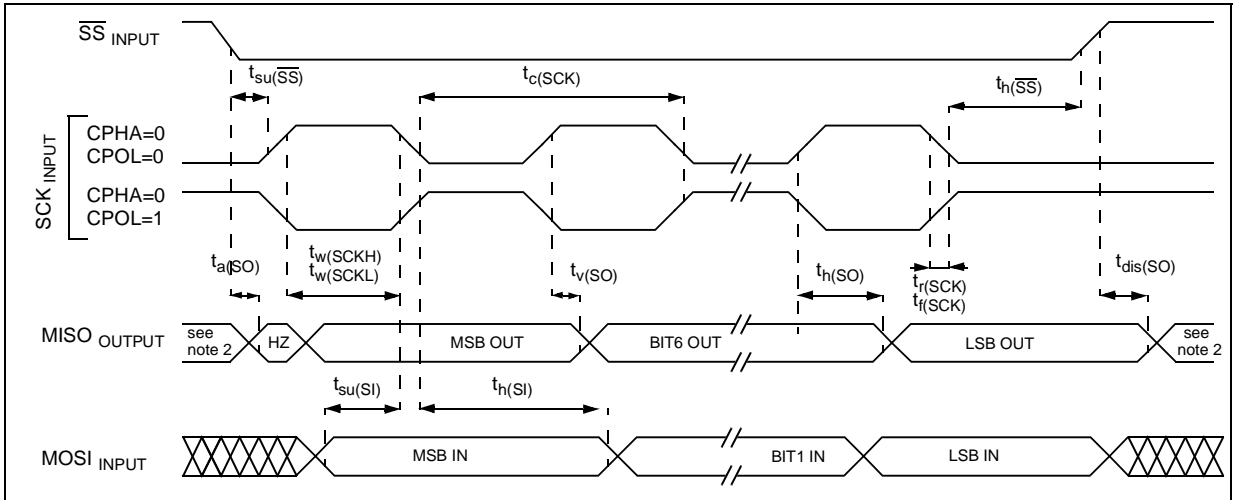 SS INPUT
tsu(SS)
tc(SCK)
th(SS)
SCK INPUT
CPHA=0
CPOL=0
CPHA=0
CPOL=1
ta(SO)
tw(SCKH)
tw(SCKL)
tv(SO)
th(SO)
tr(SCK)
tf(SCK)
tdis(SO)
MISO OUTPUT
see
note 2
HZ
MSB OUT
BIT6 OUT
LSB OUT
see
note 2
tsu(SI)
th(SI)
MOSI INPUT
MSB IN
BIT1 IN
LSB IN